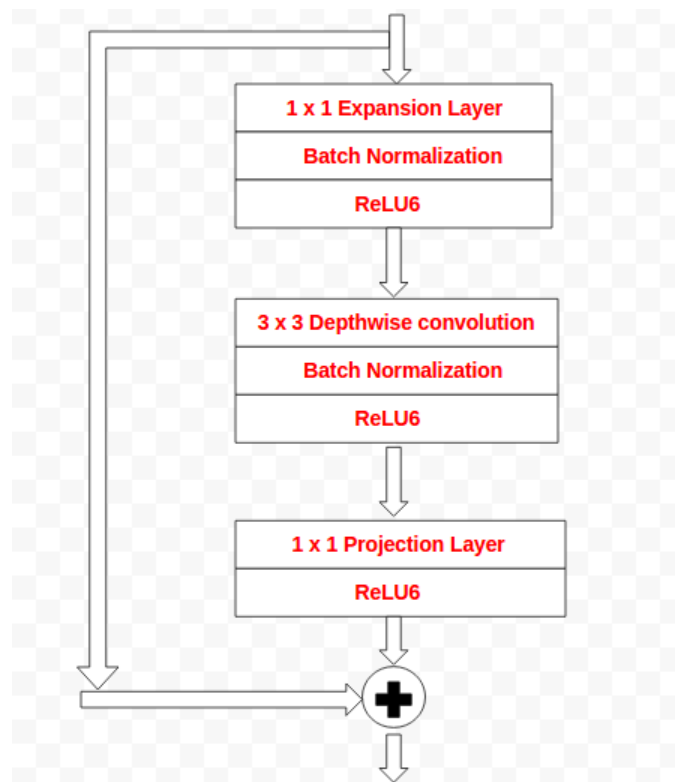 1 x 1 Expansion Layer
Batch Normalization
ReLU6
3 x 3 Depthwise convolution
Batch Normalization
ReLU6
1 x 1 Projection Layer
ReLU6